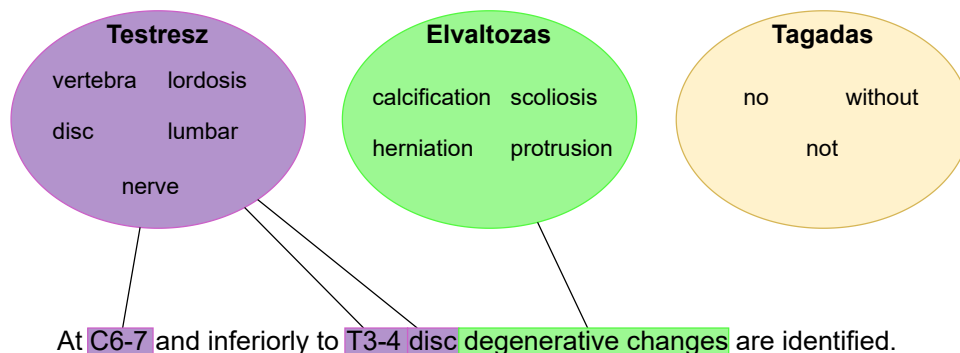 Testresz Elvaltozas Tagadas
vertebra lordosis
calcification scoliosis
no without
disc lumbar
herniation protrusion
not
nerve
At C6-7 and inferiorly to T3-4 disc degenerative changes are identified.